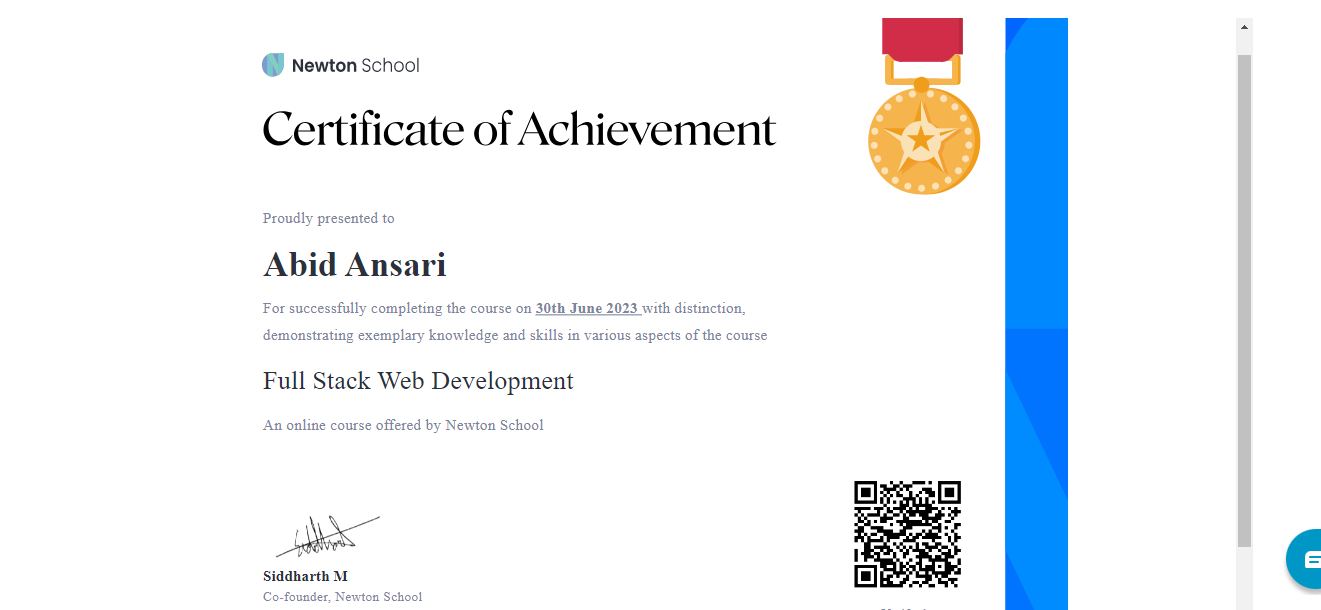 Newton School
Certificate of Achievement
Proudly presented to
Abid Ansari
For successfully completing the course on 30th June 2023 with distinction,
demonstrating exemplary knowledge and skills in various aspects of the course
Full Stack Web Development
An online course offered by Newton School
Siddharth M
Co-founder, Newton School